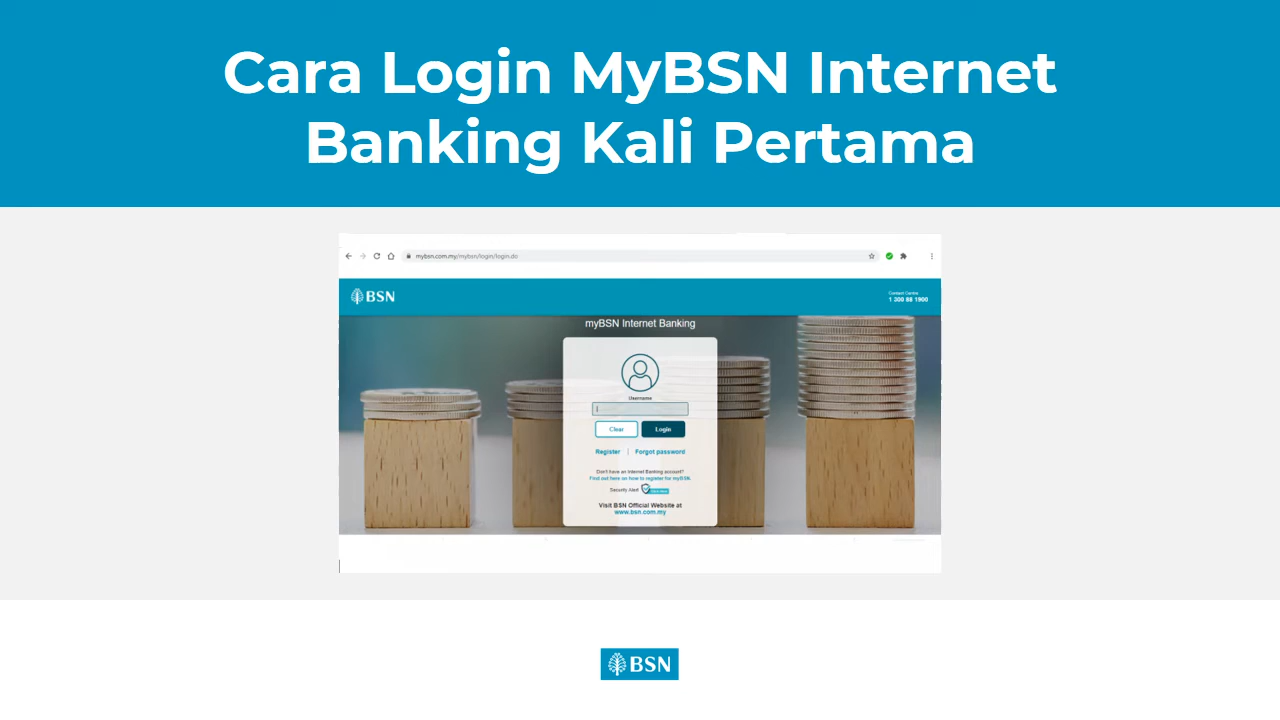 Cara Login MyBSN Internet
Banking Kali Pertama
mybsn.com.my/mybsn/login/login.do
BSN
Contact Centre
1 300 88 1900
myBSN Internet Banking
Username
Clear
Login
Register | Forgot password
Don't have an Internet Banking account?
Find out here on how to register for myBSN.
Security Alert
Visit BSN Official Website at
www.bsn.com.my
BSN